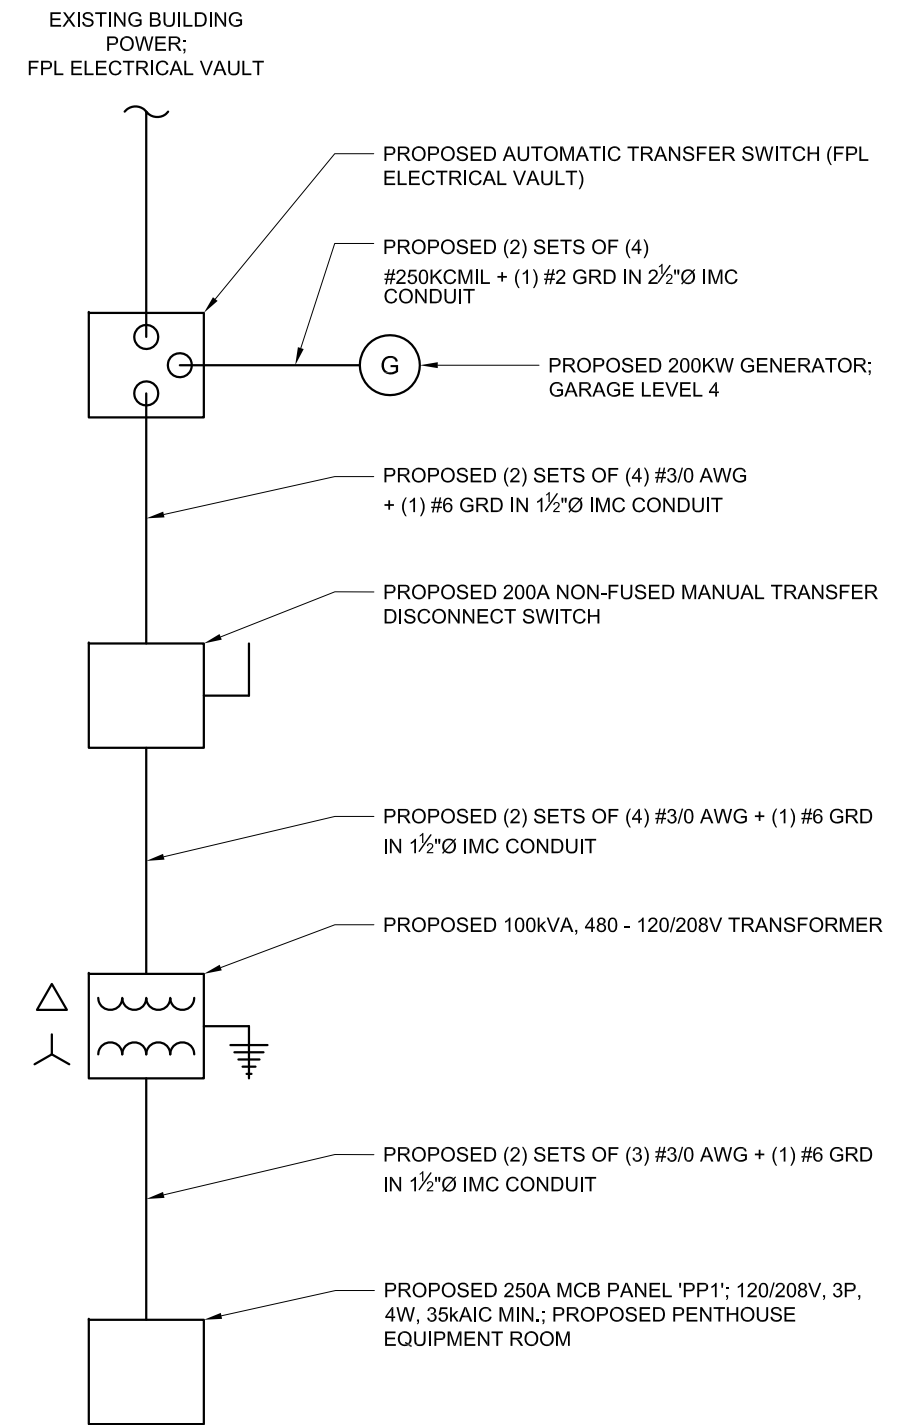 EXISTING BUILDING
POWER;
FPL ELECTRICAL VAULT
PROPOSED AUTOMATIC TRANSFER SWITCH (FPL
ELECTRICAL VAULT)
PROPOSED (2) SETS OF (4)
#250KCMIL + (1) #2 GRD IN 2½"Ø IMC
CONDUIT
G
PROPOSED 200KW GENERATOR;
GARAGE LEVEL 4
PROPOSED (2) SETS OF (4) #3/0 AWG
+ (1) #6 GRD IN 1½"Ø IMC CONDUIT
PROPOSED 200A NON-FUSED MANUAL TRANSFER
DISCONNECT SWITCH
PROPOSED (2) SETS OF (4) #3/0 AWG + (1) #6 GRD
IN 1½"Ø IMC CONDUIT
PROPOSED 100kVA, 480 - 120/208V TRANSFORMER
PROPOSED (2) SETS OF (3) #3/0 AWG + (1) #6 GRD
IN 1½"Ø IMC CONDUIT
PROPOSED 250A MCB PANEL 'PP1'; 120/208V, 3P,
4W, 35kAIC MIN.; PROPOSED PENTHOUSE
EQUIPMENT ROOM